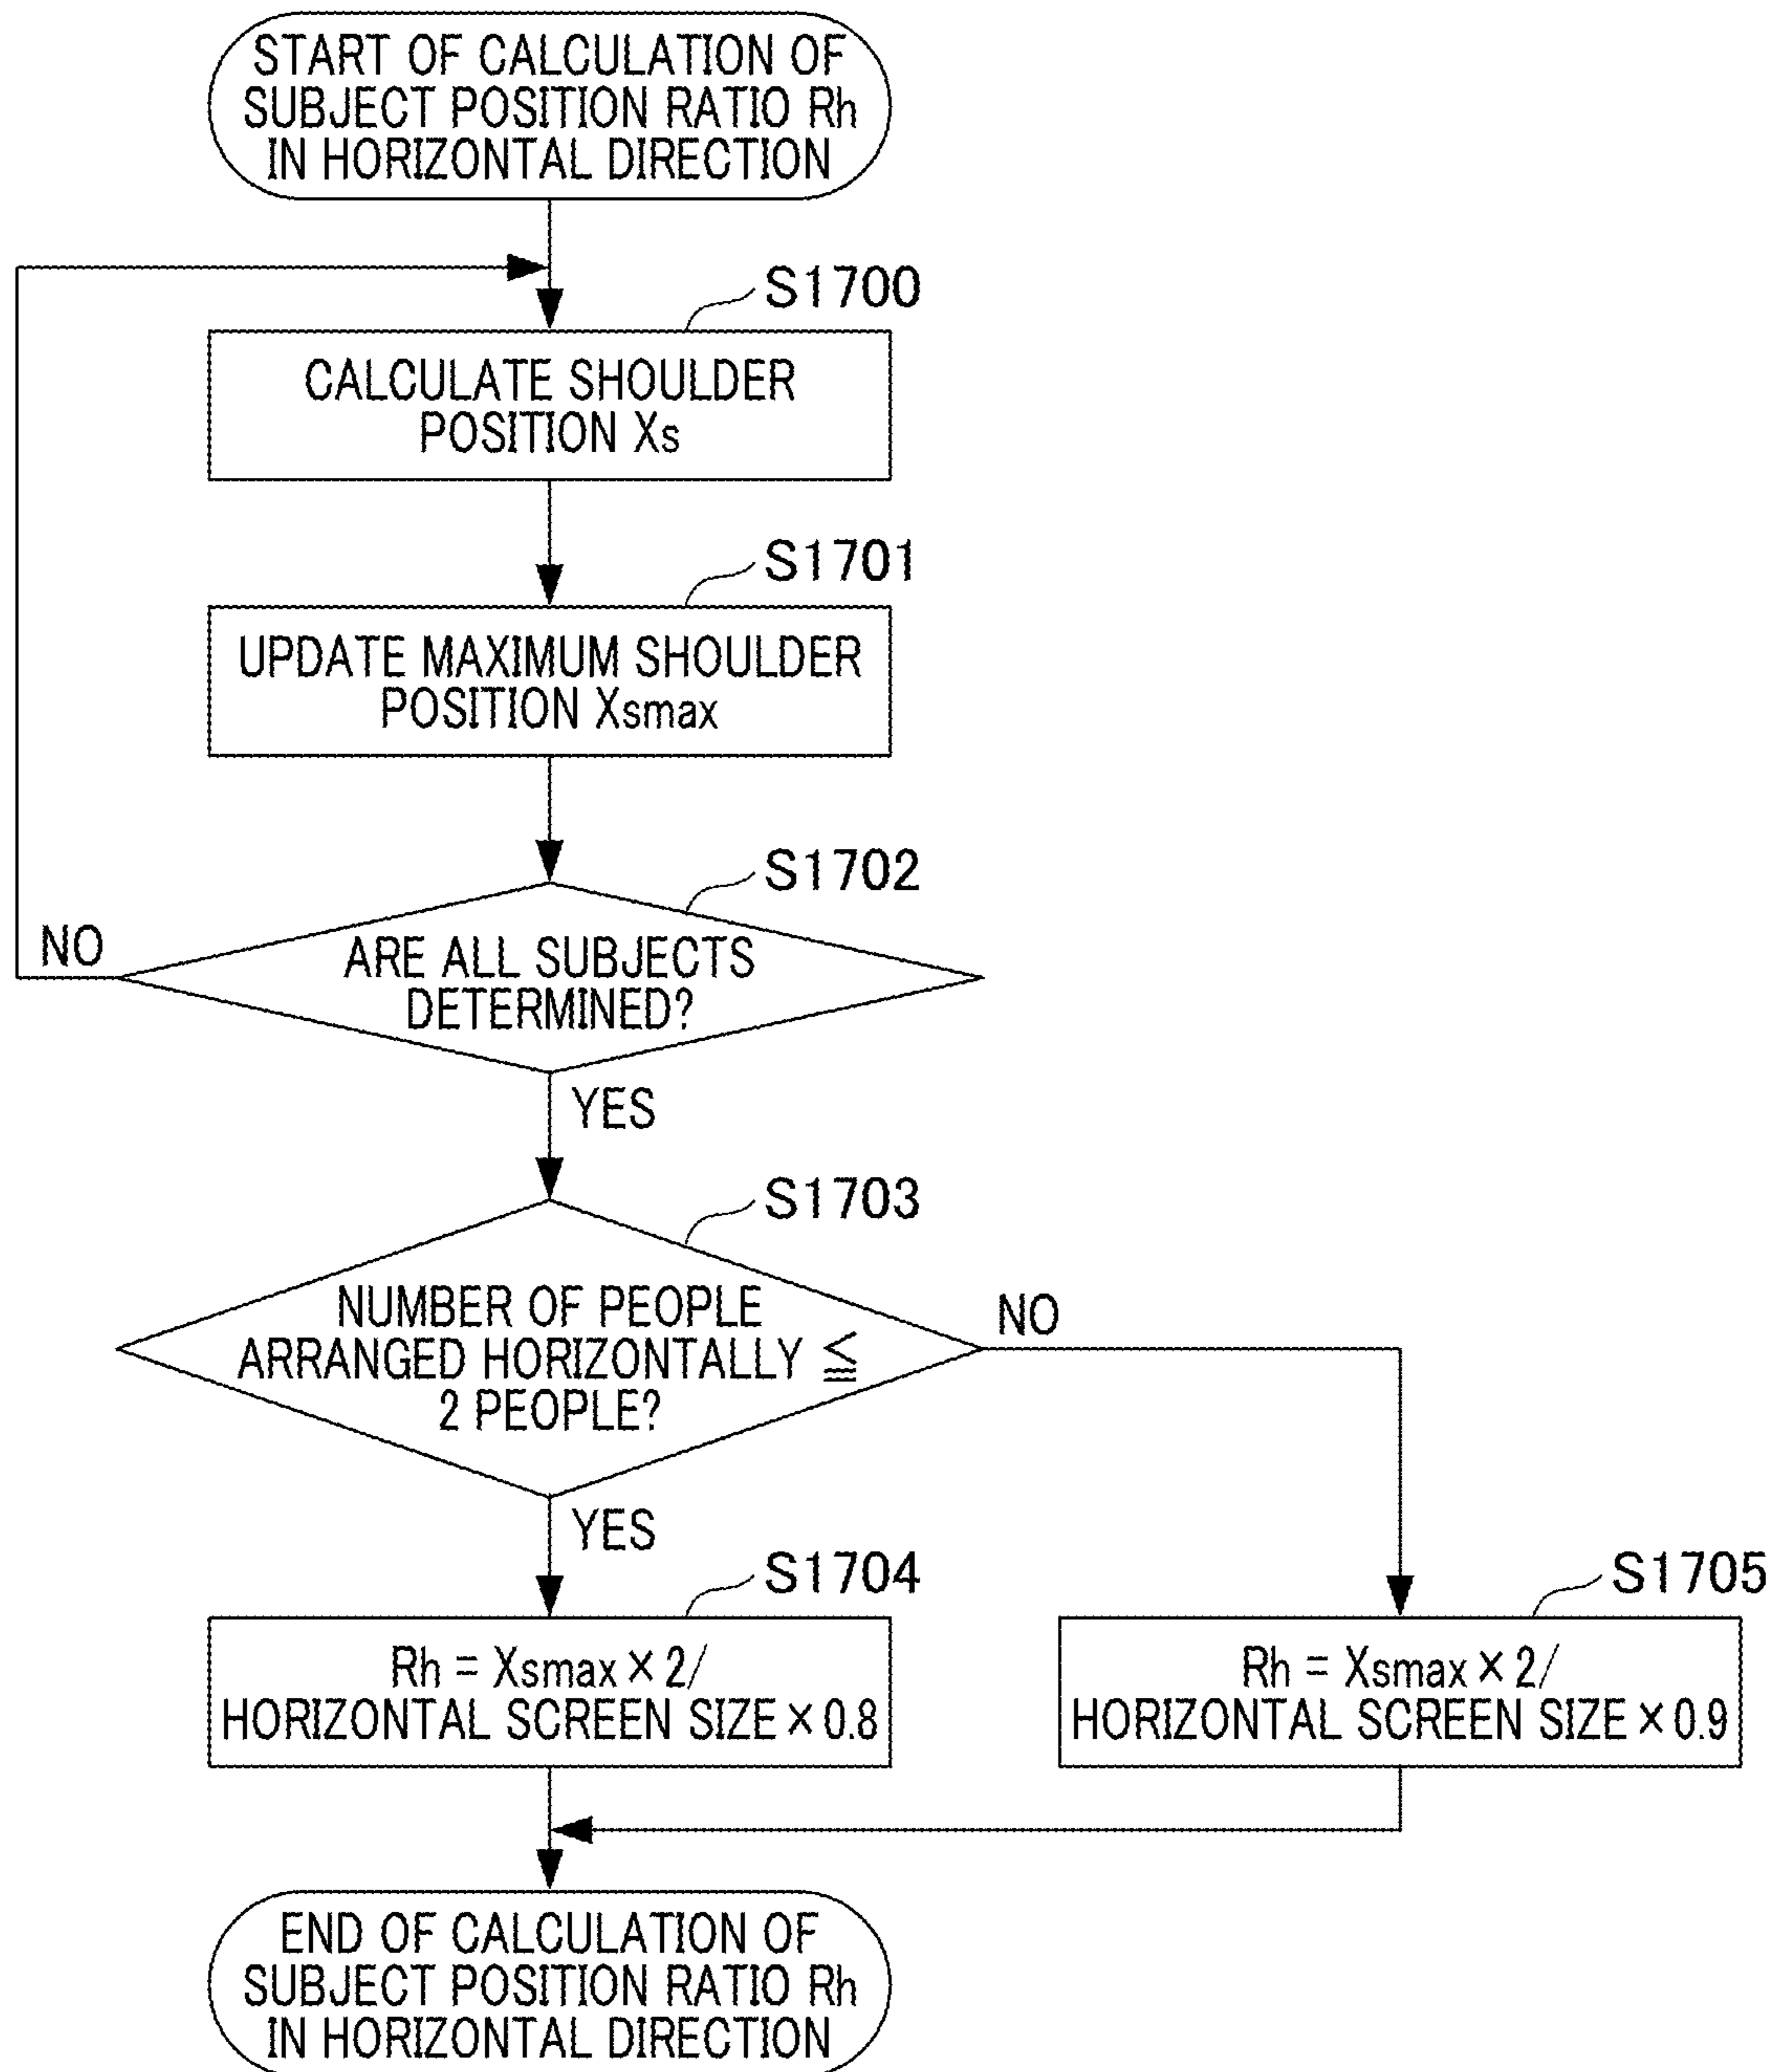 START OF CALCULATION OF
SUBJECT POSITION RATIO Rh
IN HORIZONTAL DIRECTION
S1700
CALCULATE SHOULDER
POSITION Xs
S1701
UPDATE MAXIMUM SHOULDER
POSITION Xsmax
S1702
NO
ARE ALL SUBJECTS
DETERMINED?
YES
S1703
NUMBER OF PEOPLE
ARRANGED HORIZONTALLY ≦
2 PEOPLE?
NO
YES
S1704
Rh = Xsmax × 2/
HORIZONTAL SCREEN SIZE × 0.8
S1705
Rh = Xsmax × 2/
HORIZONTAL SCREEN SIZE × 0.9
END OF CALCULATION OF
SUBJECT POSITION RATIO Rh
IN HORIZONTAL DIRECTION